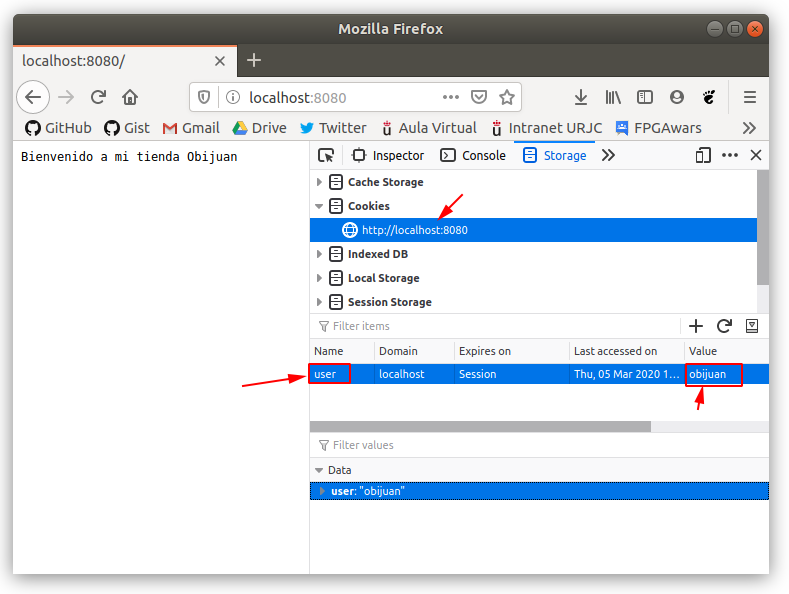 Mozilla Firefox
localhost:8080/
localhost:8080
GitHub Gist Gmail Drive Twitter Aula Virtual Intranet URJC FPGAwars
Bienvenido a mi tienda Obijuan
Inspector Console Storage
Cache Storage
Cookies
http://localhost:8080
Indexed DB
Local Storage
Session Storage
Filter items
Name Domain Expires on Last accessed on Value
user localhost Session Thu, 05 Mar 2020 1... obijuan
Filter values
Data
user: "obijuan"